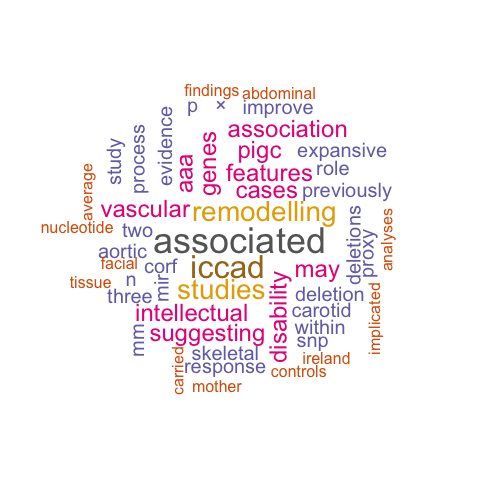 findings abdominal
p × improve
association
evidence
process
study
aaa
genes
pigc expansive
features role
cases previously
average
vascular remodelling
nucleotide two
associated
aortic
deletions
proxy
analyses
facial corf iccad may
tissue n mir studies
disability
deletion
three
intellectual carotid
suggesting within
mm
snp
implicated
skeletal
response ireland
carried
controls
mother